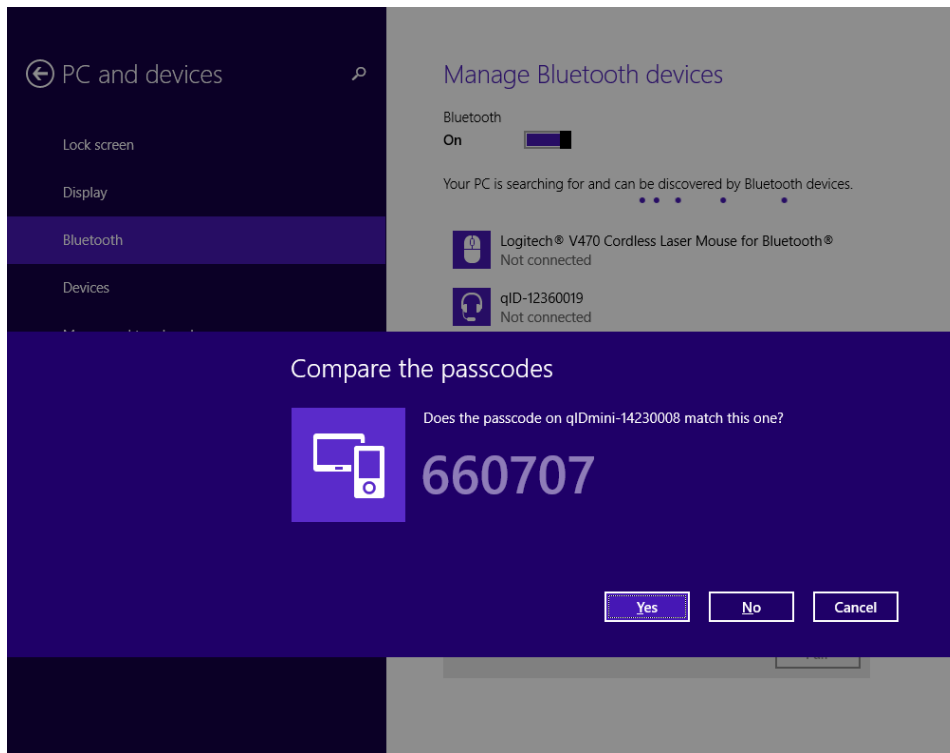 PC and devices
Lock screen
Display
Bluetooth
Devices
Manage Bluetooth devices
Bluetooth
On
Your PC is searching for and can be discovered by Bluetooth devices.
Logitech® V470 Cordless Laser Mouse for Bluetooth®
Not connected
qID-12360019
Not connected
Compare the passcodes
Does the passcode on qIDmini-14230008 match this one?
660707
Yes
No
Cancel